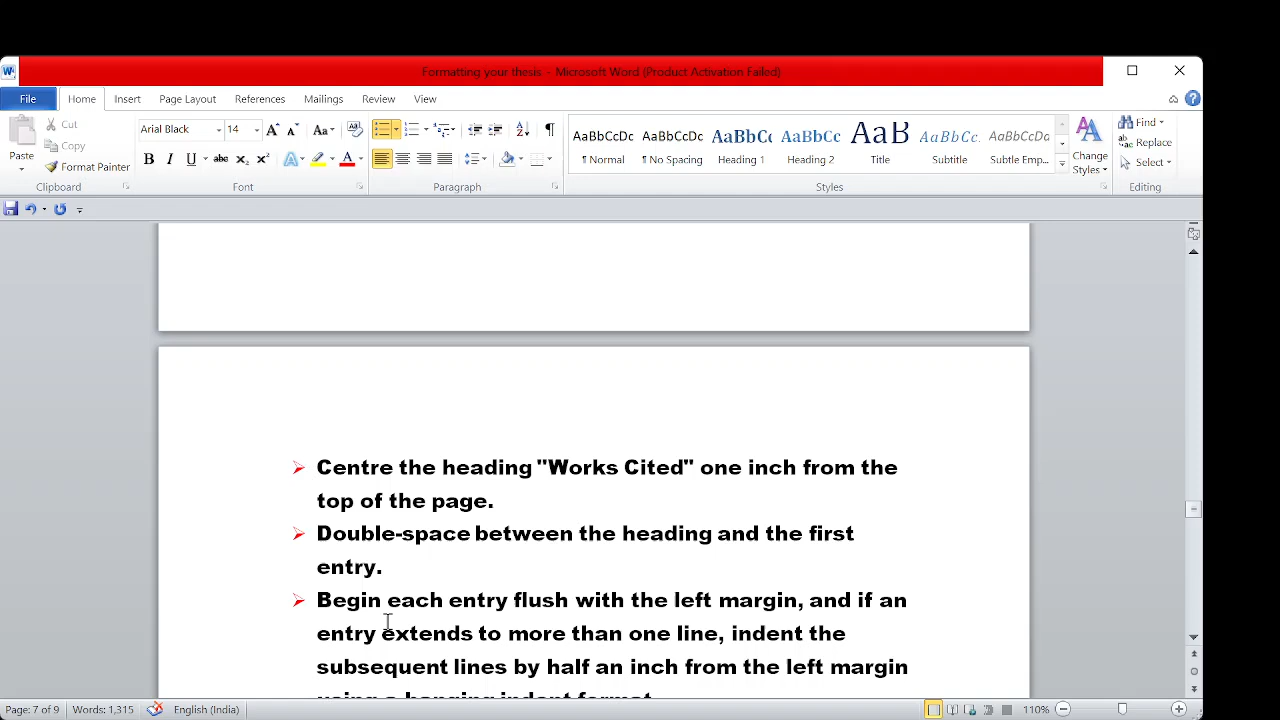 Formatting your thesis - Microsoft Word (Product Activation Failed)
File Home Insert Page Layout References Mailings Review View
Paste
Cut
Copy
Format Painter
Clipboard
Arial Black 14
Font
Paragraph
AaBbCcDc AaBbCcDc AaBbCc AaBbCc AaB AaBbCc. AaBbCcDc
¶ Normal ¶ No Spacing Heading 1 Heading 2 Title Subtitle Subtle Emp...
Change Styles
Styles
Find
Replace
Select
Editing
Centre the heading "Works Cited" one inch from the
top of the page.
Double-space between the heading and the first
entry.
Begin each entry flush with the left margin, and if an
entry extends to more than one line, indent the
subsequent lines by half an inch from the left margin
using a hanging indent format.
Page: 7 of 9 Words: 1,315 English (India) 110%